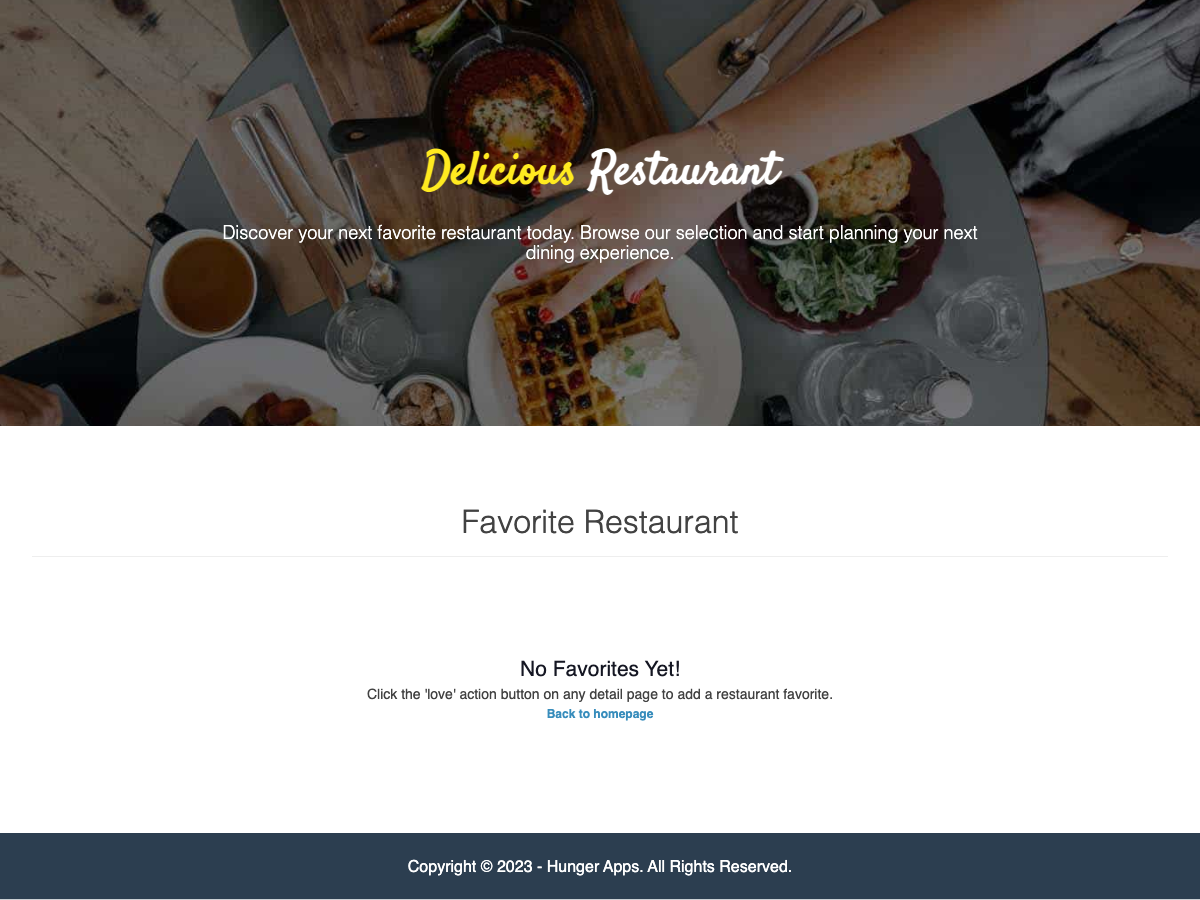 Delicious Restaurant
Discover your next favorite restaurant today. Browse our selection and start planning your next
dining experience.
Favorite Restaurant
No Favorites Yet!
Click the 'love' action button on any detail page to add a restaurant favorite.
Back to homepage
Copyright © 2023 - Hunger Apps. All Rights Reserved.